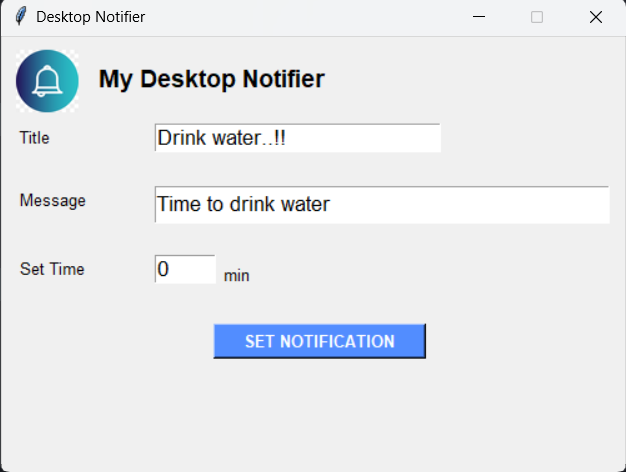 Desktop Notifier
My Desktop Notifier
Title Drink water..!!
Message Time to drink water
Set Time 0 min
SET NOTIFICATION